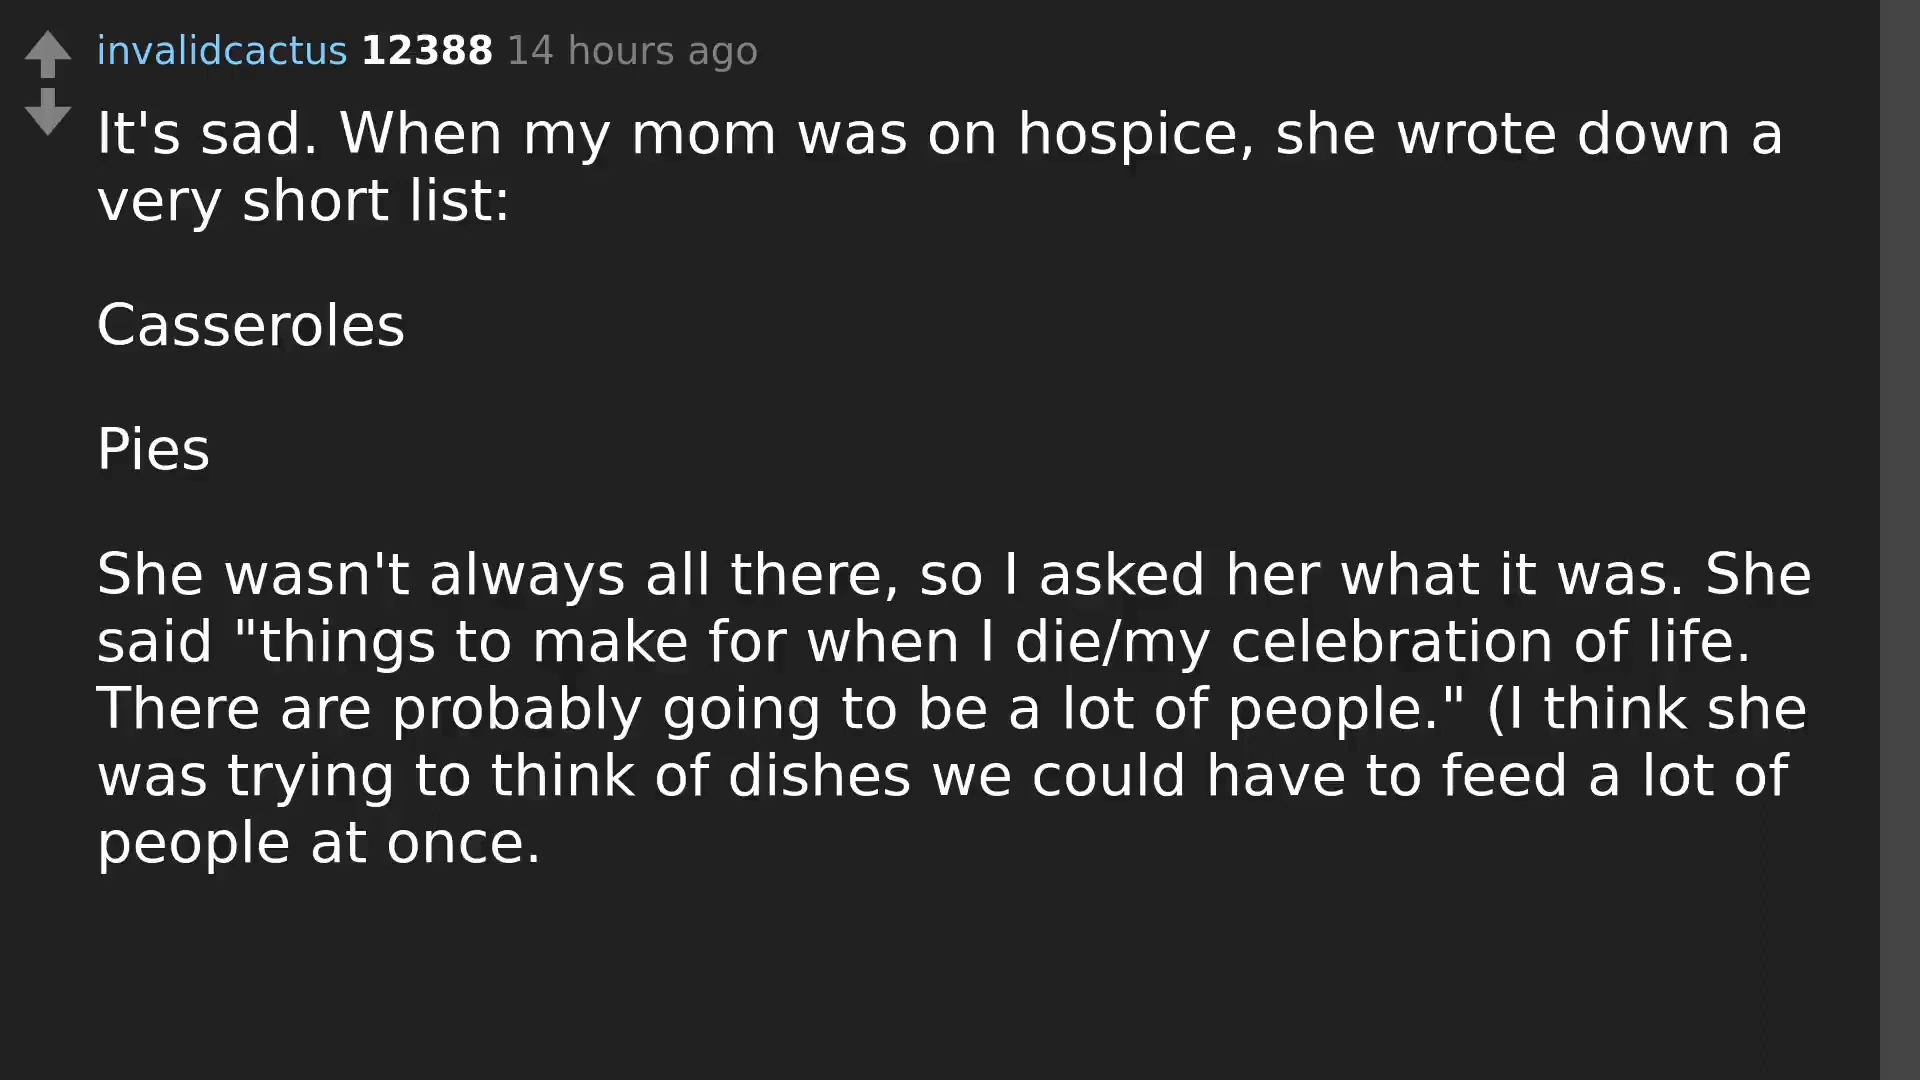 invalidcactus 12388 14 hours ago
It's sad. When my mom was on hospice, she wrote down a
very short list:
Casseroles
Pies
She wasn't always all there, so I asked her what it was. She
said "things to make for when I die/my celebration of life.
There are probably going to be a lot of people." (I think she
was trying to think of dishes we could have to feed a lot of
people at once.